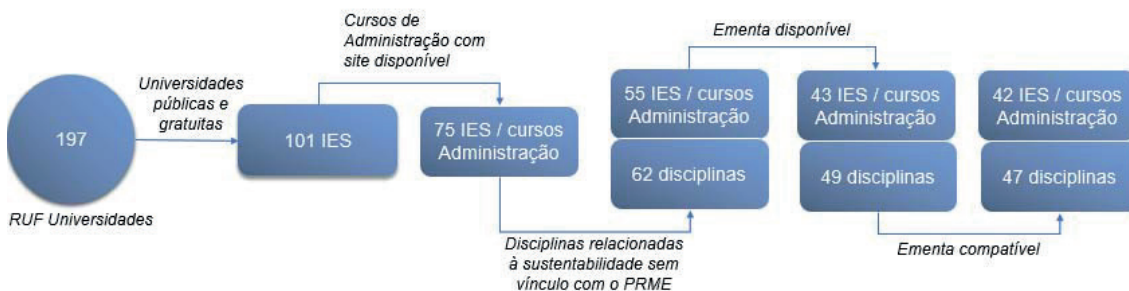 197
RUF Universidades
Universidades
públicas e
gratuitas
101 IES
Cursos de
Administração com
site disponível
75 IES / cursos
Administração
Disciplinas relacionadas
à sustentabilidade sem
vínculo com o PRME
55 IES / cursos
Administração
62 disciplinas
Ementa disponível
43 IES / cursos
Administração
49 disciplinas
Ementa compatível
42 IES / cursos
Administração
47 disciplinas